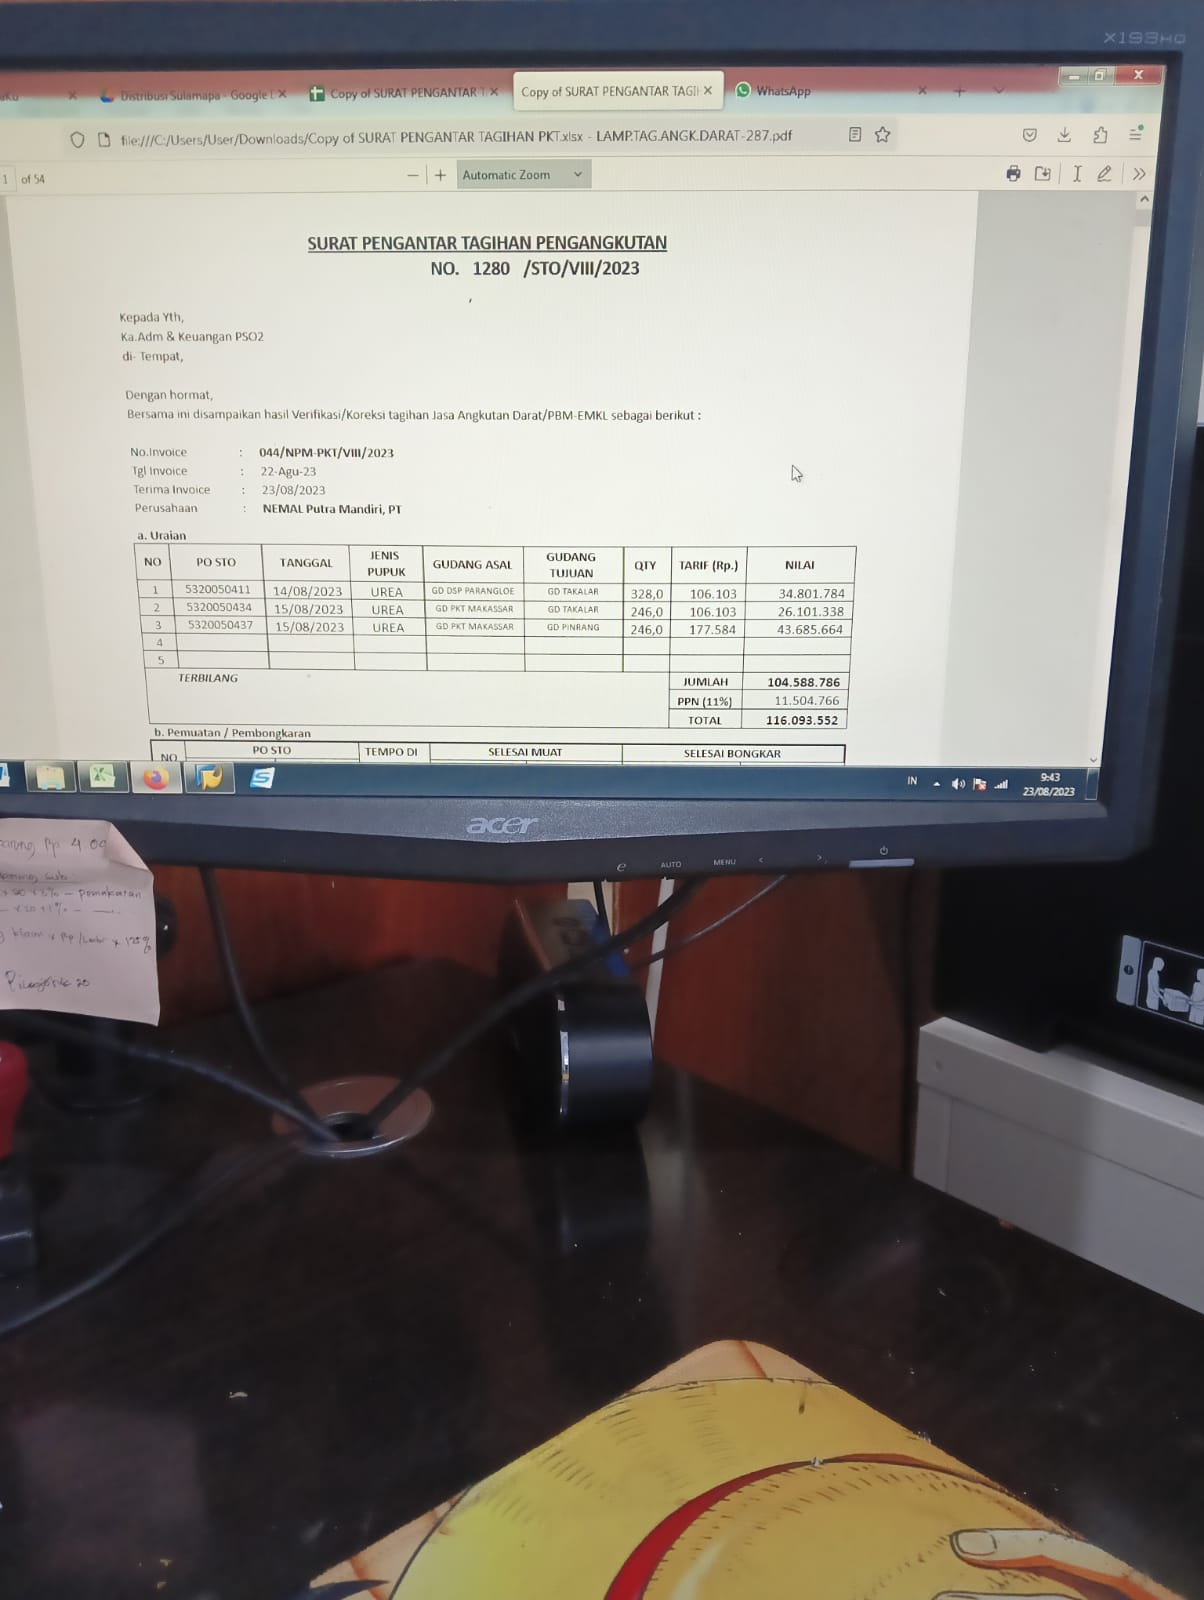 X193HQ
Distribusi Sulamapa - Google D
Copy of SURAT PENGANTAR T
Copy of SURAT PENGANTAR TAGIH
WhatsApp
file:///C:/Users/User/Downloads/Copy of SURAT PENGANTAR TAGIHAN PKT.xlsx - LAMP.TAG.ANGK.DARAT-287.pdf
1 of 54
Automatic Zoom
SURAT PENGANTAR TAGIHAN PENGANGKUTAN
NO. 1280 /STO/VIII/2023
Kepada Yth,
Ka.Adm & Keuangan PSO2
di- Tempat,
Dengan hormat,
Bersama ini disampaikan hasil Verifikasi/Koreksi tagihan Jasa Angkutan Darat/PBM-EMKL sebagai berikut :
No.Invoice : 044/NPM-PKT/VIII/2023
Tgl Invoice : 22-Agu-23
Terima Invoice : 23/08/2023
Perusahaan : NEMAL Putra Mandiri, PT
a. Uraian
NO PO STO TANGGAL JENIS PUPUK GUDANG ASAL GUDANG TUJUAN QTY TARIF (Rp.) NILAI
1 5320050411 14/08/2023 UREA GD DSP PARANGLOE GD TAKALAR 328,0 106.103 34.801.784
2 5320050434 15/08/2023 UREA GD PKT MAKASSAR GD TAKALAR 246,0 106.103 26.101.338
3 5320050437 15/08/2023 UREA GD PKT MAKASSAR GD PINRANG 246,0 177.584 43.685.664
4
5
TERBILANG JUMLAH 104.588.786
PPN (11%) 11.504.766
TOTAL 116.093.552
b. Pemuatan / Pembongkaran
NO PO STO TEMPO DI SELESAI MUAT SELESAI BONGKAR
IN 9:43
23/08/2023
acer
e AUTO MENU < >